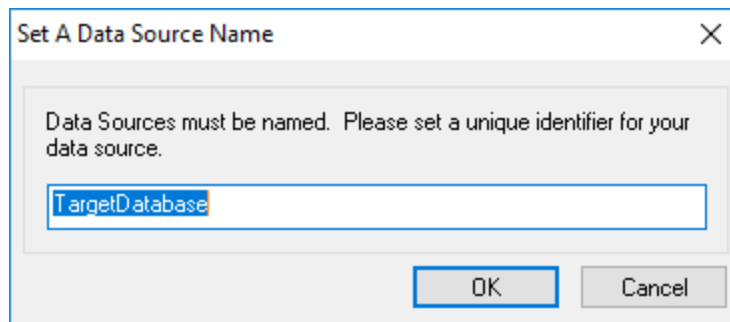 Set A Data Source Name
Data Sources must be named.  Please set a unique identifier for your
data source.
TargetDatabase
OK
Cancel